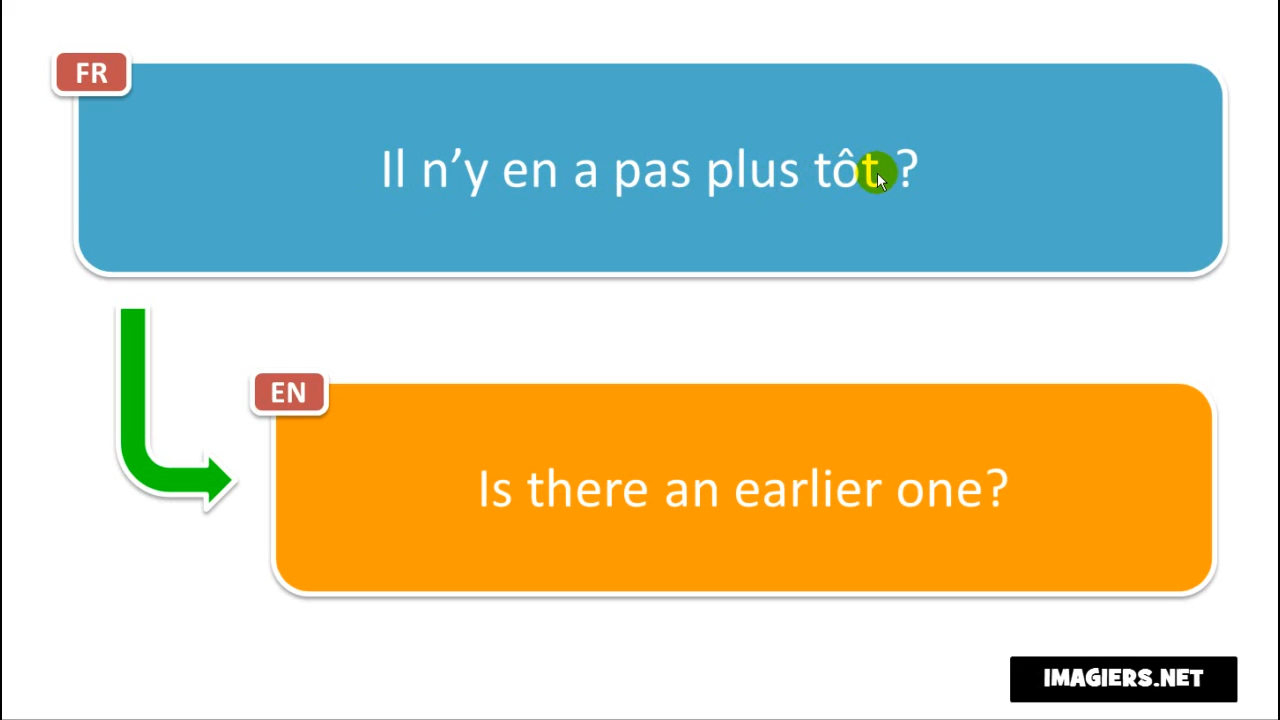 FR
Il n’y en a pas plus tôt ?
EN
Is there an earlier one?
IMAGIERS.NET